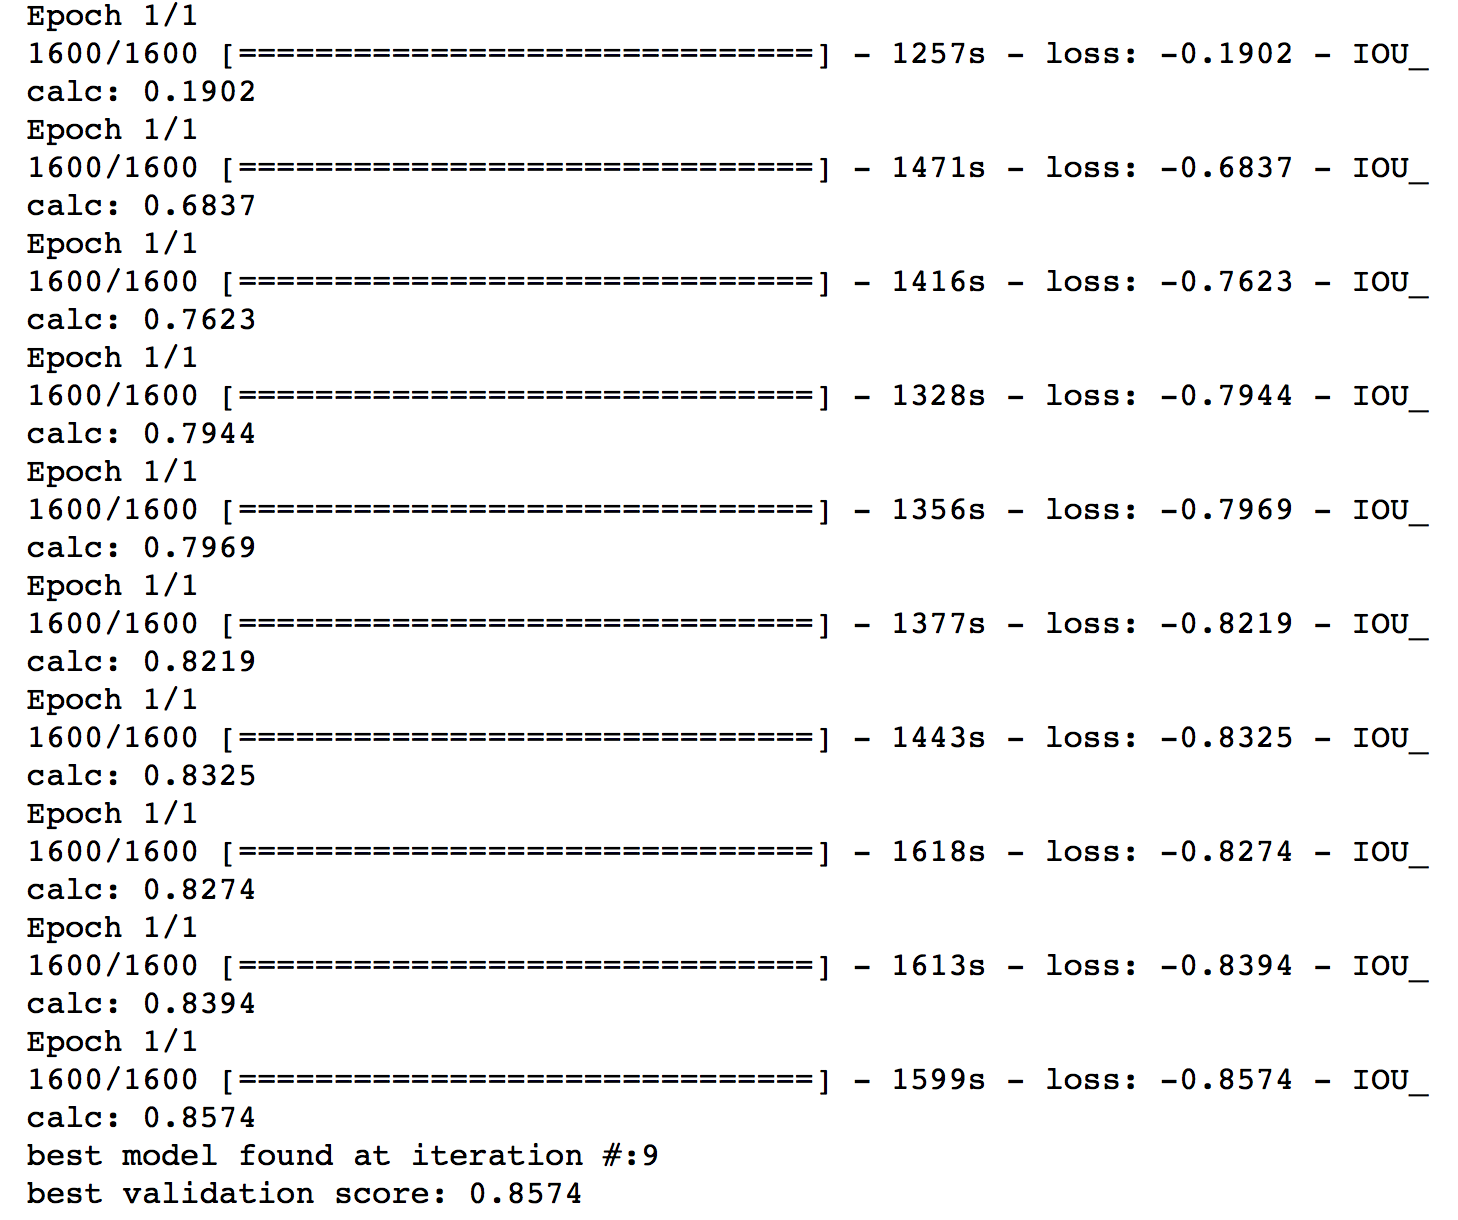 Epoch 1/1
1600/1600 [==============================] - 1257s - loss: -0.1902 - IOU_
calc: 0.1902
Epoch 1/1
1600/1600 [==============================] - 1471s - loss: -0.6837 - IOU_
calc: 0.6837
Epoch 1/1
1600/1600 [==============================] - 1416s - loss: -0.7623 - IOU_
calc: 0.7623
Epoch 1/1
1600/1600 [==============================] - 1328s - loss: -0.7944 - IOU_
calc: 0.7944
Epoch 1/1
1600/1600 [==============================] - 1356s - loss: -0.7969 - IOU_
calc: 0.7969
Epoch 1/1
1600/1600 [==============================] - 1377s - loss: -0.8219 - IOU_
calc: 0.8219
Epoch 1/1
1600/1600 [==============================] - 1443s - loss: -0.8325 - IOU_
calc: 0.8325
Epoch 1/1
1600/1600 [==============================] - 1618s - loss: -0.8274 - IOU_
calc: 0.8274
Epoch 1/1
1600/1600 [==============================] - 1613s - loss: -0.8394 - IOU_
calc: 0.8394
Epoch 1/1
1600/1600 [==============================] - 1599s - loss: -0.8574 - IOU_
calc: 0.8574
best model found at iteration #:9
best validation score: 0.8574